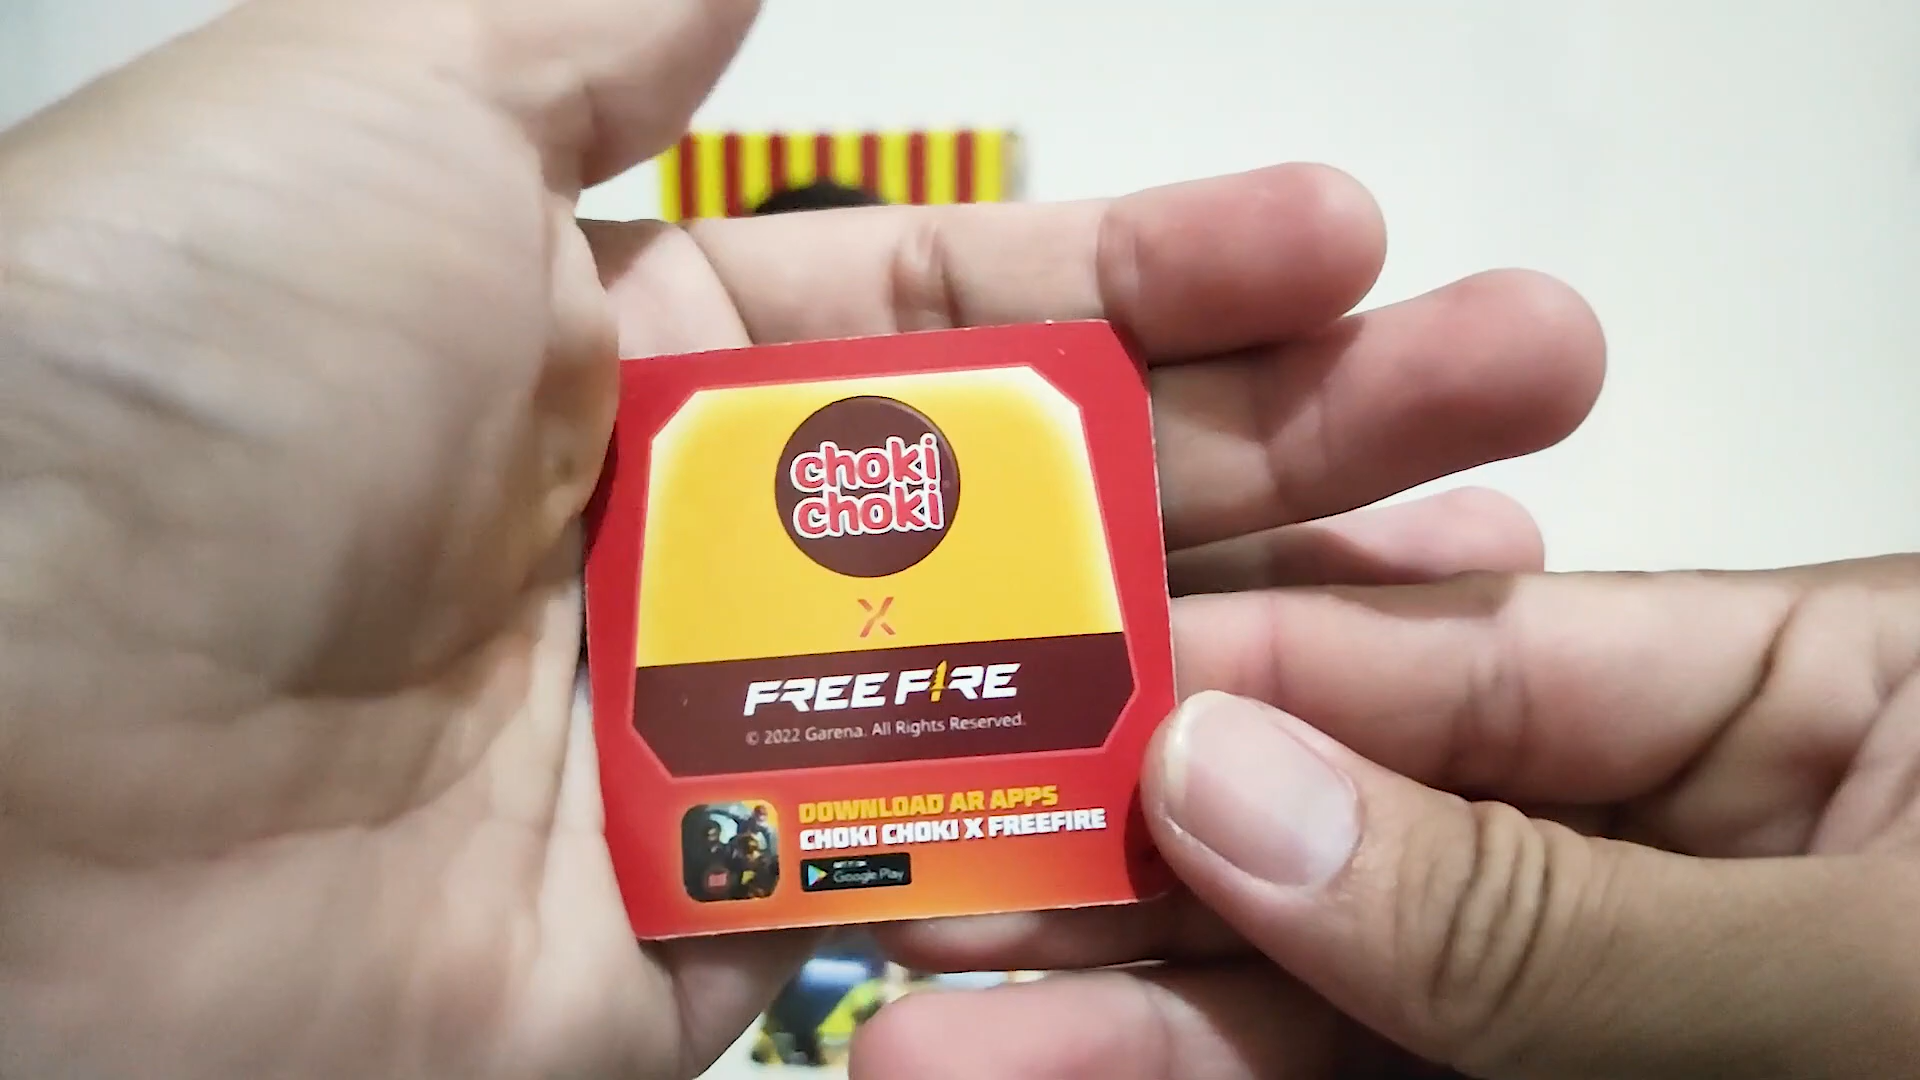 choki
choki
X
FREE FIRE
© 2022 Garena. All Rights Reserved.
DOWNLOAD AR APPS
CHOKI CHOKI X FREEFIRE
Google Play